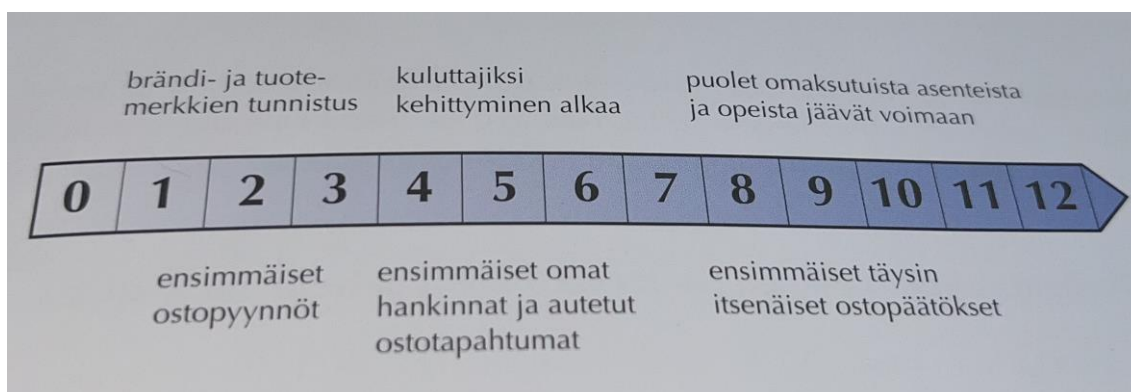 brändi- ja tuote-
merkkien tunnistus
kuluttajiksi
kehittyminen alkaa
puolet omaksutuista asenteista
ja opeista jäävät voimaan
0 1 2 3 4 5 6 7 8 9 10 11 12
ensimmäiset
ostopyynnöt
ensimmäiset omat
hankinnat ja autetut
ostotapahtumat
ensimmäiset täysin
itsenäiset ostopäätökset